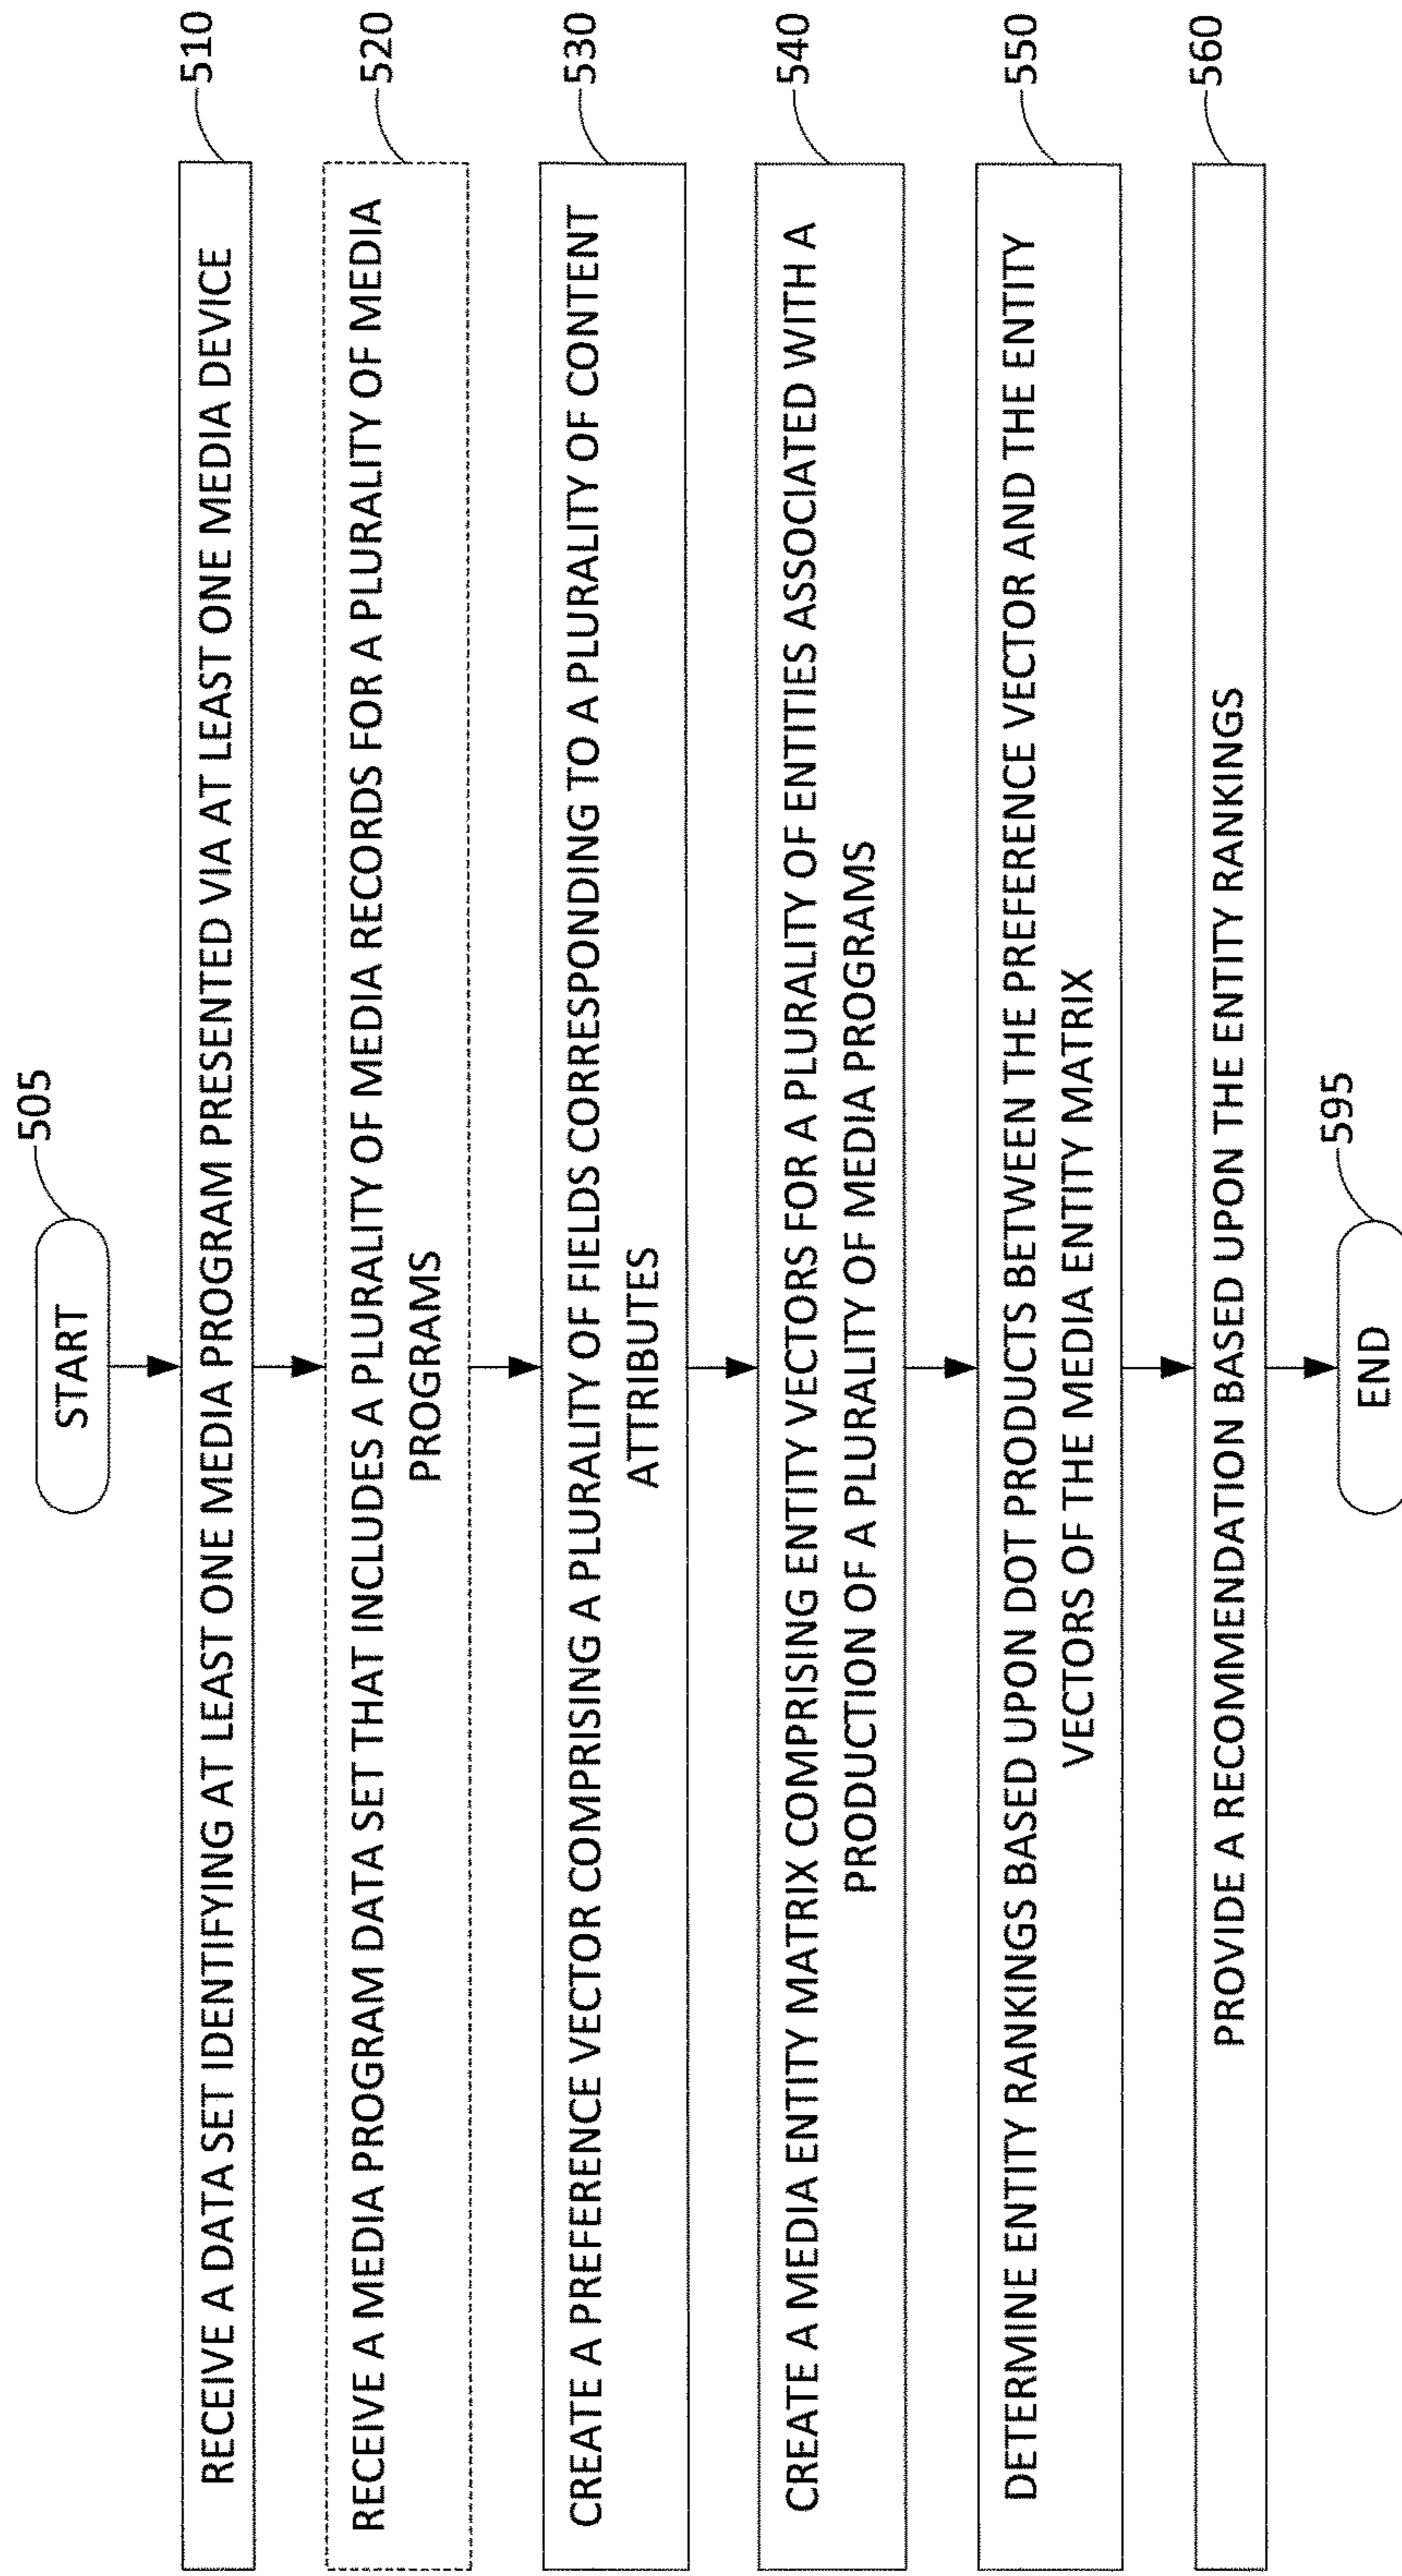 505
START
510
RECEIVE A DATA SET IDENTIFYING AT LEAST ONE MEDIA PROGRAM PRESENTED VIA AT LEAST ONE MEDIA DEVICE
520
RECEIVE A MEDIA PROGRAM DATA SET THAT INCLUDES A PLURALITY OF MEDIA RECORDS FOR A PLURALITY OF MEDIA
PROGRAMS
530
CREATE A PREFERENCE VECTOR COMPRISING A PLURALITY OF FIELDS CORRESPONDING TO A PLURALITY OF CONTENT
ATTRIBUTES
540
CREATE A MEDIA ENTITY MATRIX COMPRISING ENTITY VECTORS FOR A PLURALITY OF ENTITIES ASSOCIATED WITH A
PRODUCTION OF A PLURALITY OF MEDIA PROGRAMS
550
DETERMINE ENTITY RANKINGS BASED UPON DOT PRODUCTS BETWEEN THE PREFERENCE VECTOR AND THE ENTITY
VECTORS OF THE MEDIA ENTITY MATRIX
560
PROVIDE A RECOMMENDATION BASED UPON THE ENTITY RANKINGS
595
END